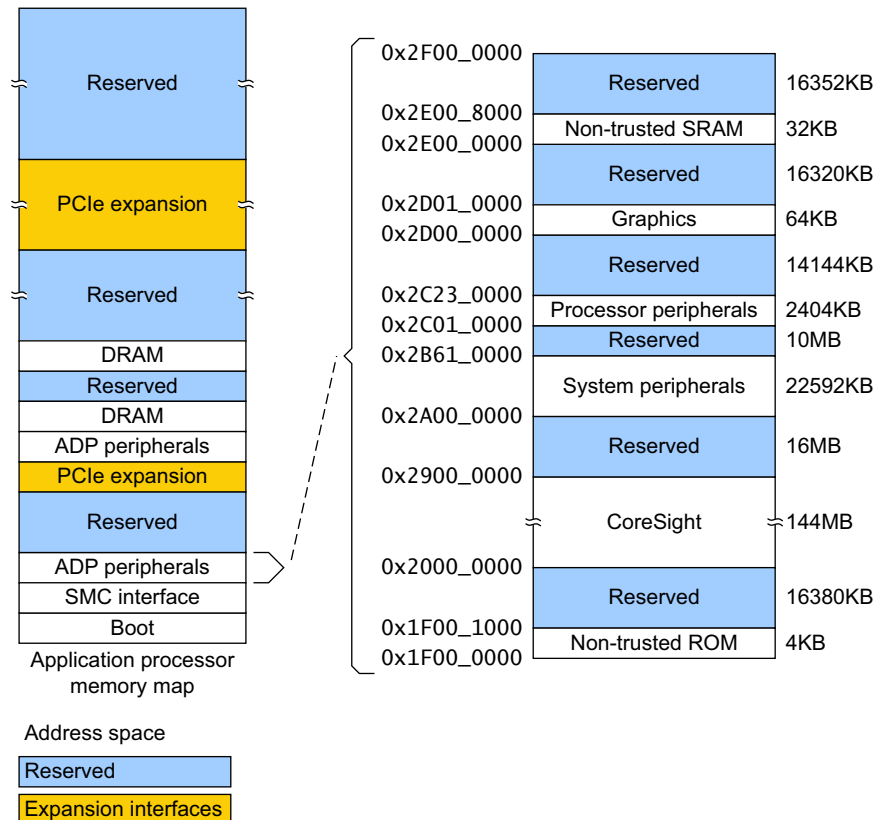 Reserved
PCIe expansion
Reserved
DRAM
Reserved
DRAM
ADP peripherals
PCIe expansion
Reserved
ADP peripherals
SMC interface
Boot
Application processor
memory map
0x2F00_0000
Reserved 16352KB
0x2E00_8000
Non-trusted SRAM 32KB
0x2E00_0000
Reserved 16320KB
0x2D01_0000
Graphics 64KB
0x2D00_0000
Reserved 14144KB
0x2C23_0000
Processor peripherals 2404KB
0x2C01_0000
Reserved 10MB
0x2B61_0000
System peripherals 22592KB
0x2A00_0000
Reserved 16MB
0x2900_0000
CoreSight 144MB
0x2000_0000
Reserved 16380KB
0x1F00_1000
Non-trusted ROM 4KB
0x1F00_0000
Address space
Reserved
Expansion interfaces